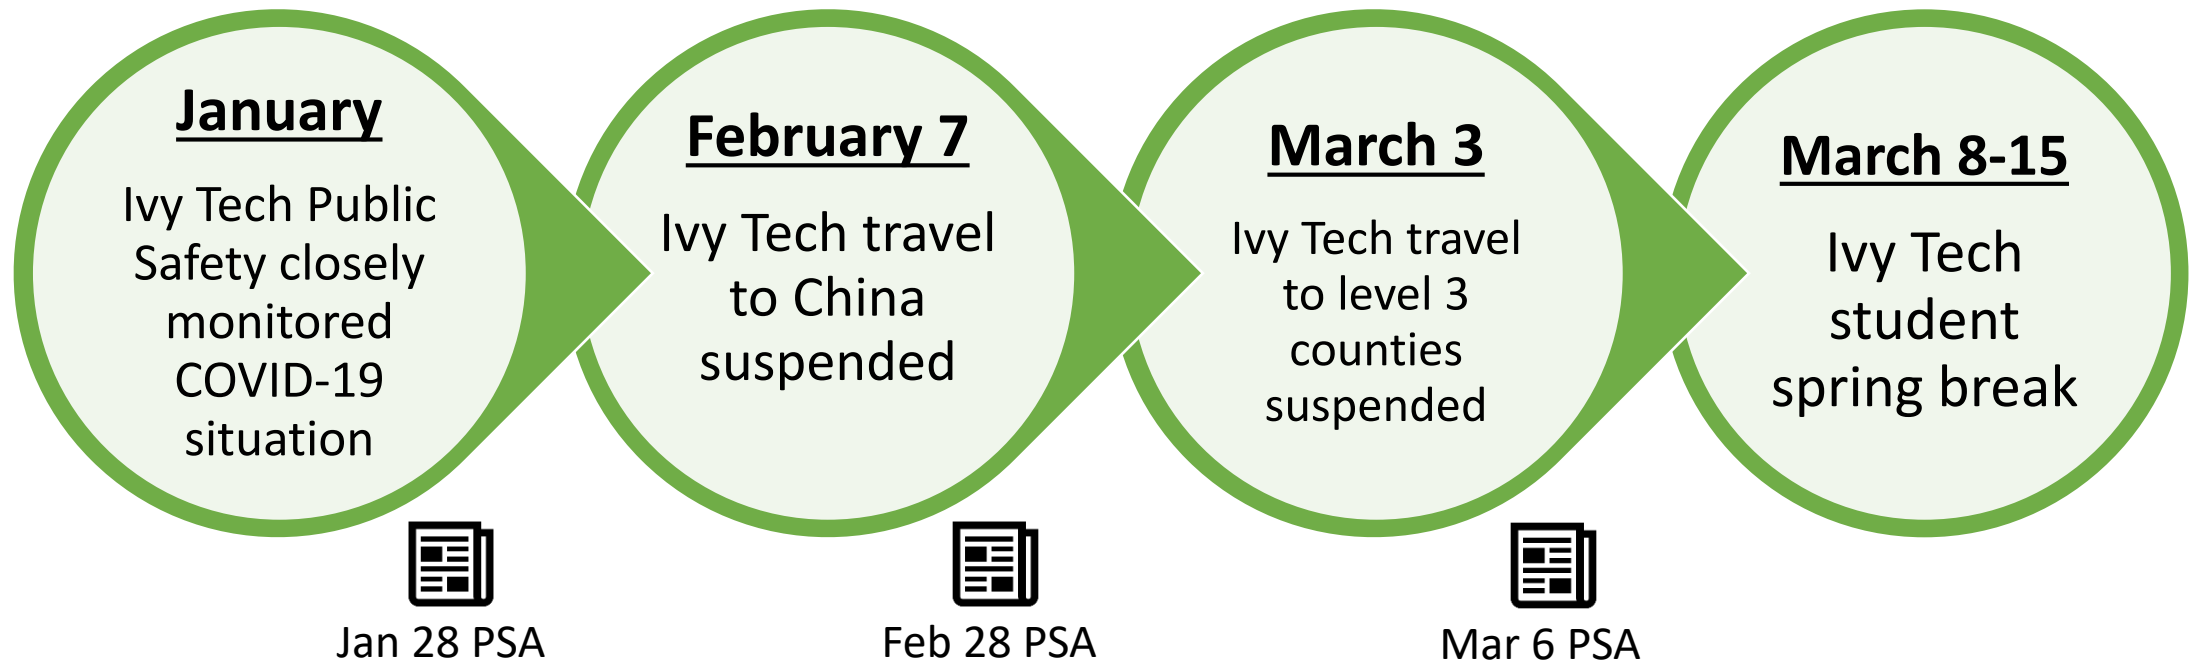 January
Ivy Tech Public
Safety closely
monitored
COVID-19
situation
February 7
Ivy Tech travel
to China
suspended
March 3
Ivy Tech travel
to level 3
counties
suspended
March 8-15
Ivy Tech
student
spring break
Jan 28 PSA
Feb 28 PSA
Mar 6 PSA